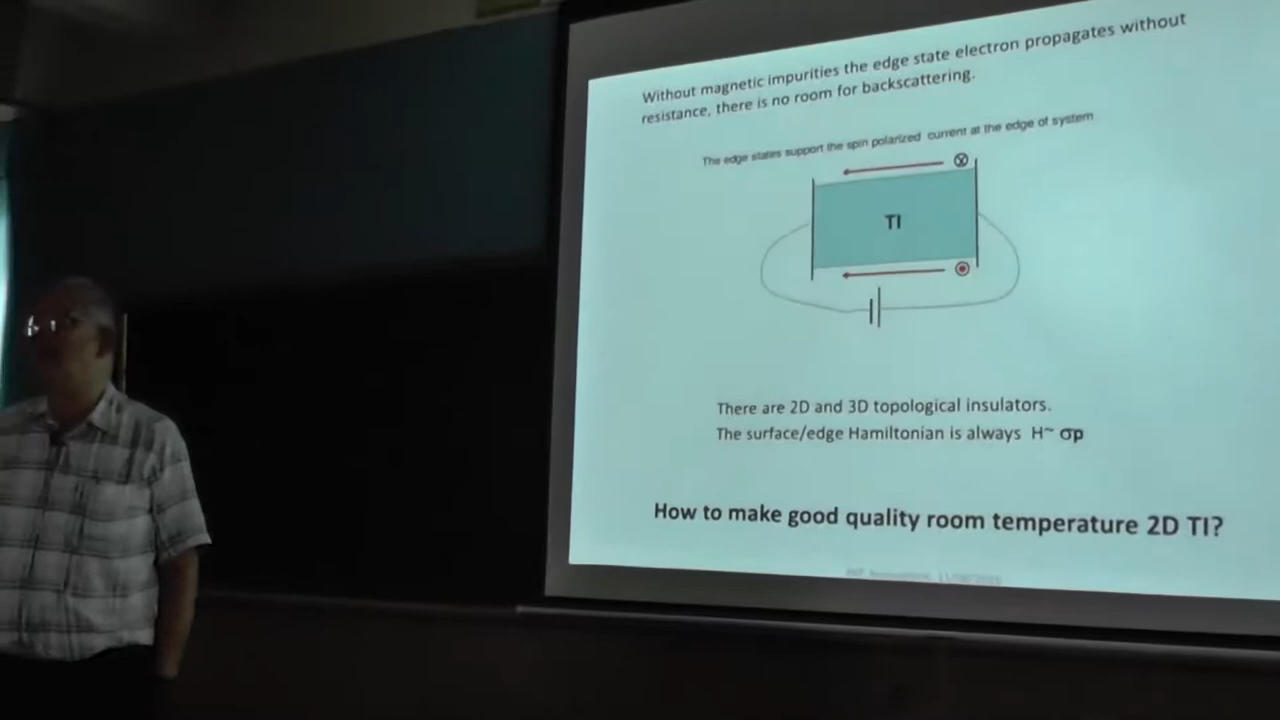 Without magnetic impurities the edge state electron propagates without
resistance, there is no room for backscattering.
The edge states support the spin polarized current at the edge of system
TI
There are 2D and 3D topological insulators.
The surface/edge Hamiltonian is always H~ σp
How to make good quality room temperature 2D TI?